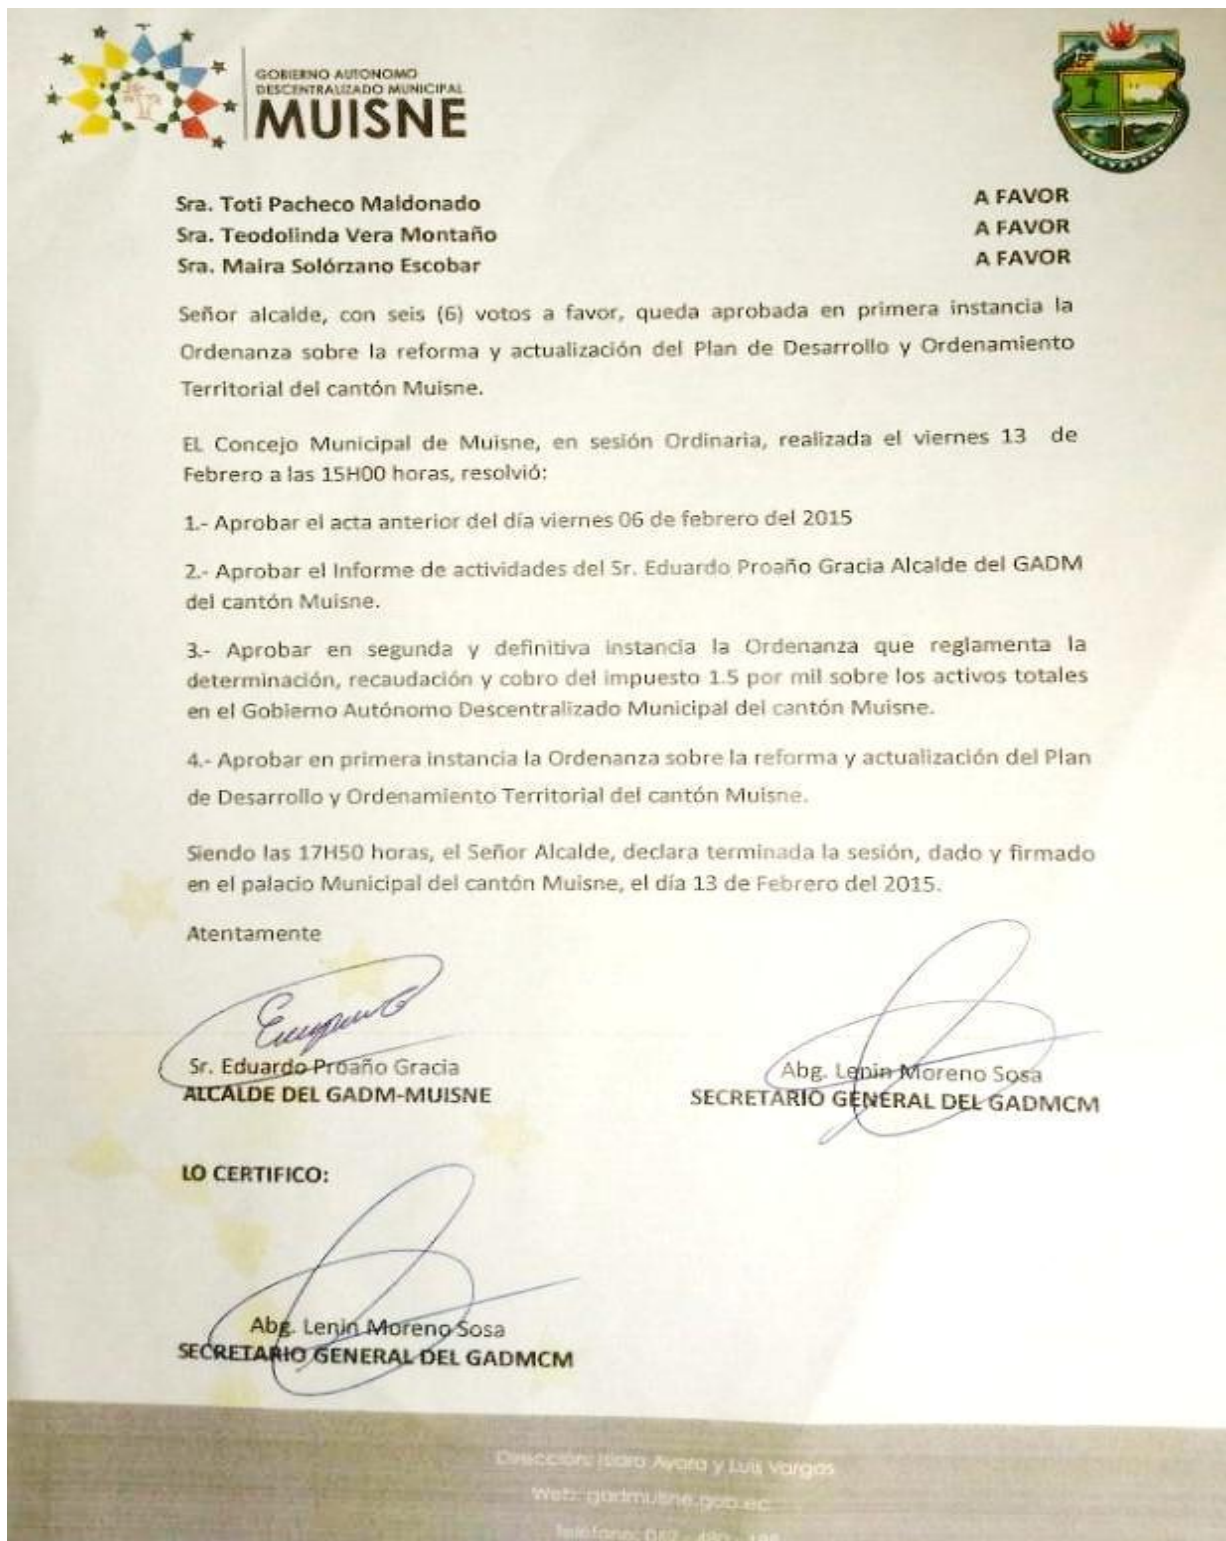 GOBIERNO AUTONOMO
DESCENTRALIZADO MUNICIPAL
MUISNE
Sra. Toti Pacheco Maldonado A FAVOR
Sra. Teodolinda Vera Montaño A FAVOR
Sra. Maira Solórzano Escobar A FAVOR
Señor alcalde, con seis (6) votos a favor, queda aprobada en primera instancia la
Ordenanza sobre la reforma y actualización del Plan de Desarrollo y Ordenamiento
Territorial del cantón Muisne.
EL Concejo Municipal de Muisne, en sesión Ordinaria, realizada el viernes 13 de
Febrero a las 15H00 horas, resolvió:
1.- Aprobar el acta anterior del día viernes 06 de febrero del 2015
2.- Aprobar el Informe de actividades del Sr. Eduardo Proaño Gracia Alcalde del GADM
del cantón Muisne.
3.- Aprobar en segunda y definitiva instancia la Ordenanza que reglamenta la
determinación, recaudación y cobro del impuesto 1.5 por mil sobre los activos totales
en el Gobierno Autónomo Descentralizado Municipal del cantón Muisne.
4.- Aprobar en primera instancia la Ordenanza sobre la reforma y actualización del Plan
de Desarrollo y Ordenamiento Territorial del cantón Muisne.
Siendo las 17H50 horas, el Señor Alcalde, declara terminada la sesión, dado y firmado
en el palacio Municipal del cantón Muisne, el día 13 de Febrero del 2015.
Atentamente
Sr. Eduardo Proaño Gracia
ALCALDE DEL GADM-MUISNE
Abg. Lenin Moreno Sosa
SECRETARIO GENERAL DEL GADMCM
LO CERTIFICO:
Abg. Lenin Moreno Sosa
SECRETARIO GENERAL DEL GADMCM
Dirección: Isidro Ayora y Luis Vargas
Web: gadmuisne.gob.ec
Teléfono: 052 - 480 -